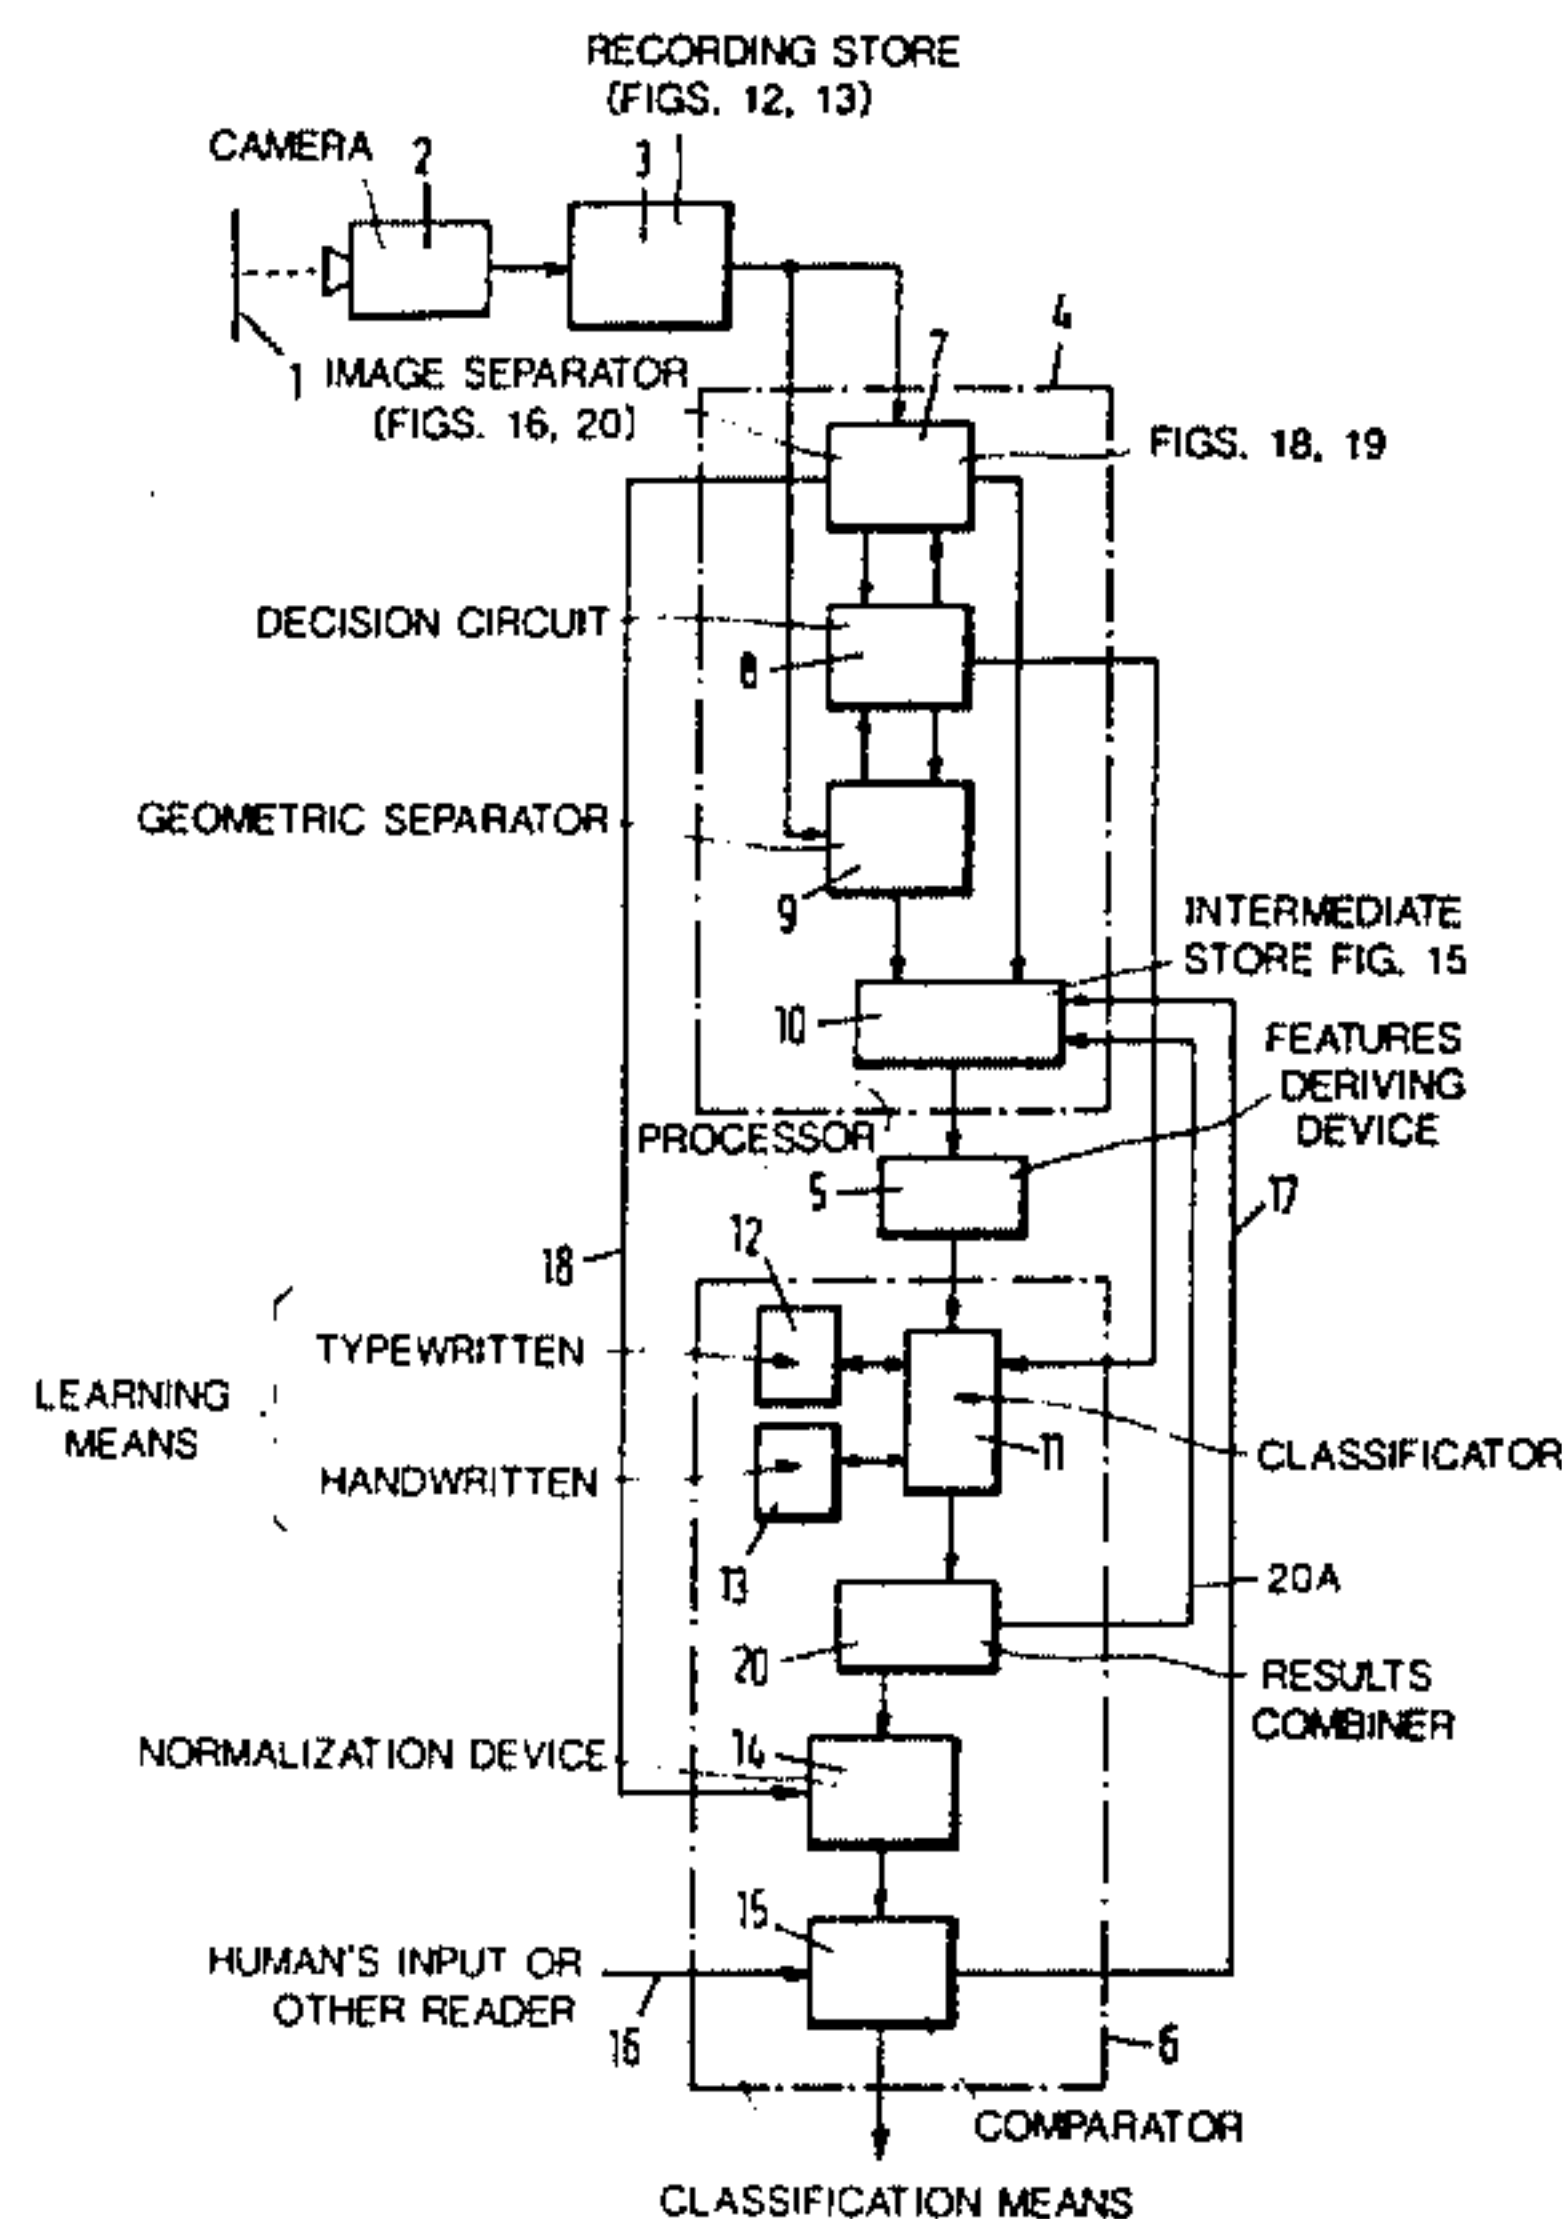 RECORDING STORE
(FIGS. 12, 13)
CAMERA
2
3
1
4
7
IMAGE SEPARATOR
(FIGS. 16, 20)
FIGS. 18, 19
DECISION CIRCUIT
8
GEOMETRIC SEPARATOR
9
INTERMEDIATE
STORE FIG. 15
10
FEATURES
DERIVING
DEVICE
PROCESSOR
5
17
12
18
TYPEWRITTEN
LEARNING
MEANS
11
CLASSIFICATOR
HANDWRITTEN
13
20A
20
RESULTS
COMBINER
NORMALIZATION DEVICE
14
15
HUMAN'S INPUT OR
OTHER READER
16
6
COMPARATOR
CLASSIFICATION MEANS